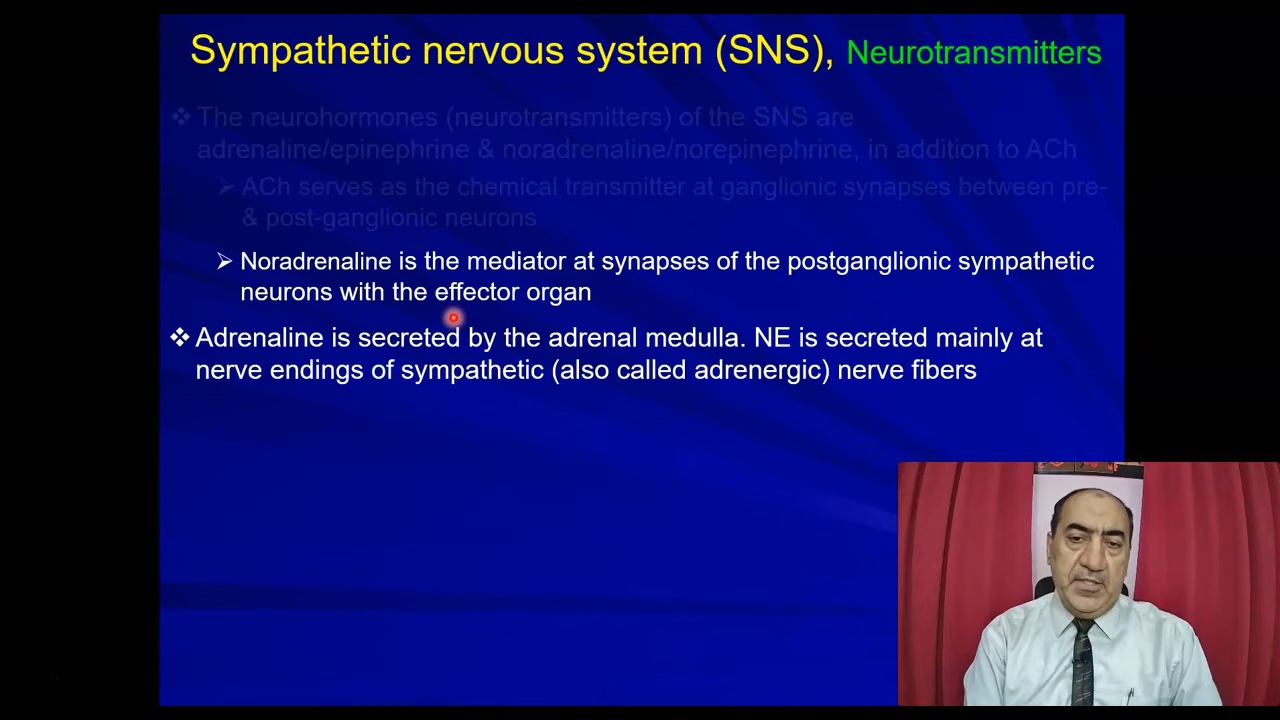 Sympathetic nervous system (SNS), Neurotransmitters
❖ The neurohormones (neurotransmitters) of the SNS are
adrenaline/epinephrine & noradrenaline/norepinephrine, in addition to ACh
➢ ACh serves as the chemical transmitter at ganglionic synapses between pre-
& post-ganglionic neurons
➢ Noradrenaline is the mediator at synapses of the postganglionic sympathetic
neurons with the effector organ
❖ Adrenaline is secreted by the adrenal medulla. NE is secreted mainly at
nerve endings of sympathetic (also called adrenergic) nerve fibers